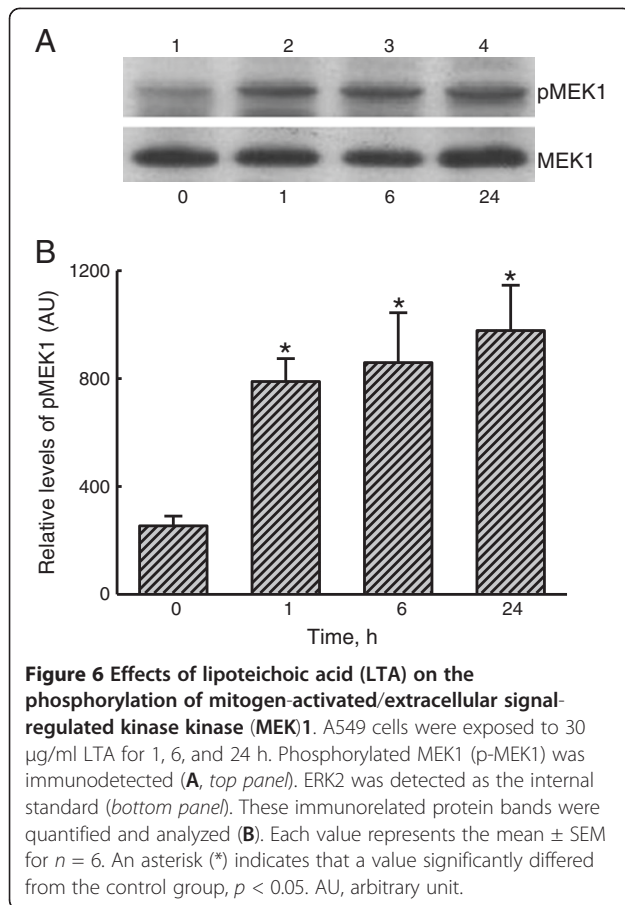 A
1 2 3 4
pMEK1
MEK1
0 1 6 24
B
1200
800
400
0
Relative levels of pMEK1 (AU)
* * *
0 1 6 24
Time, h
Figure 6 Effects of lipoteichoic acid (LTA) on the
phosphorylation of mitogen-activated/extracellular signal-
regulated kinase kinase (MEK)1. A549 cells were exposed to 30
μg/ml LTA for 1, 6, and 24 h. Phosphorylated MEK1 (p-MEK1) was
immunodetected (A, top panel). ERK2 was detected as the internal
standard (bottom panel). These immunorelated protein bands were
quantified and analyzed (B). Each value represents the mean ± SEM
for n = 6. An asterisk (*) indicates that a value significantly differed
from the control group, p < 0.05. AU, arbitrary unit.